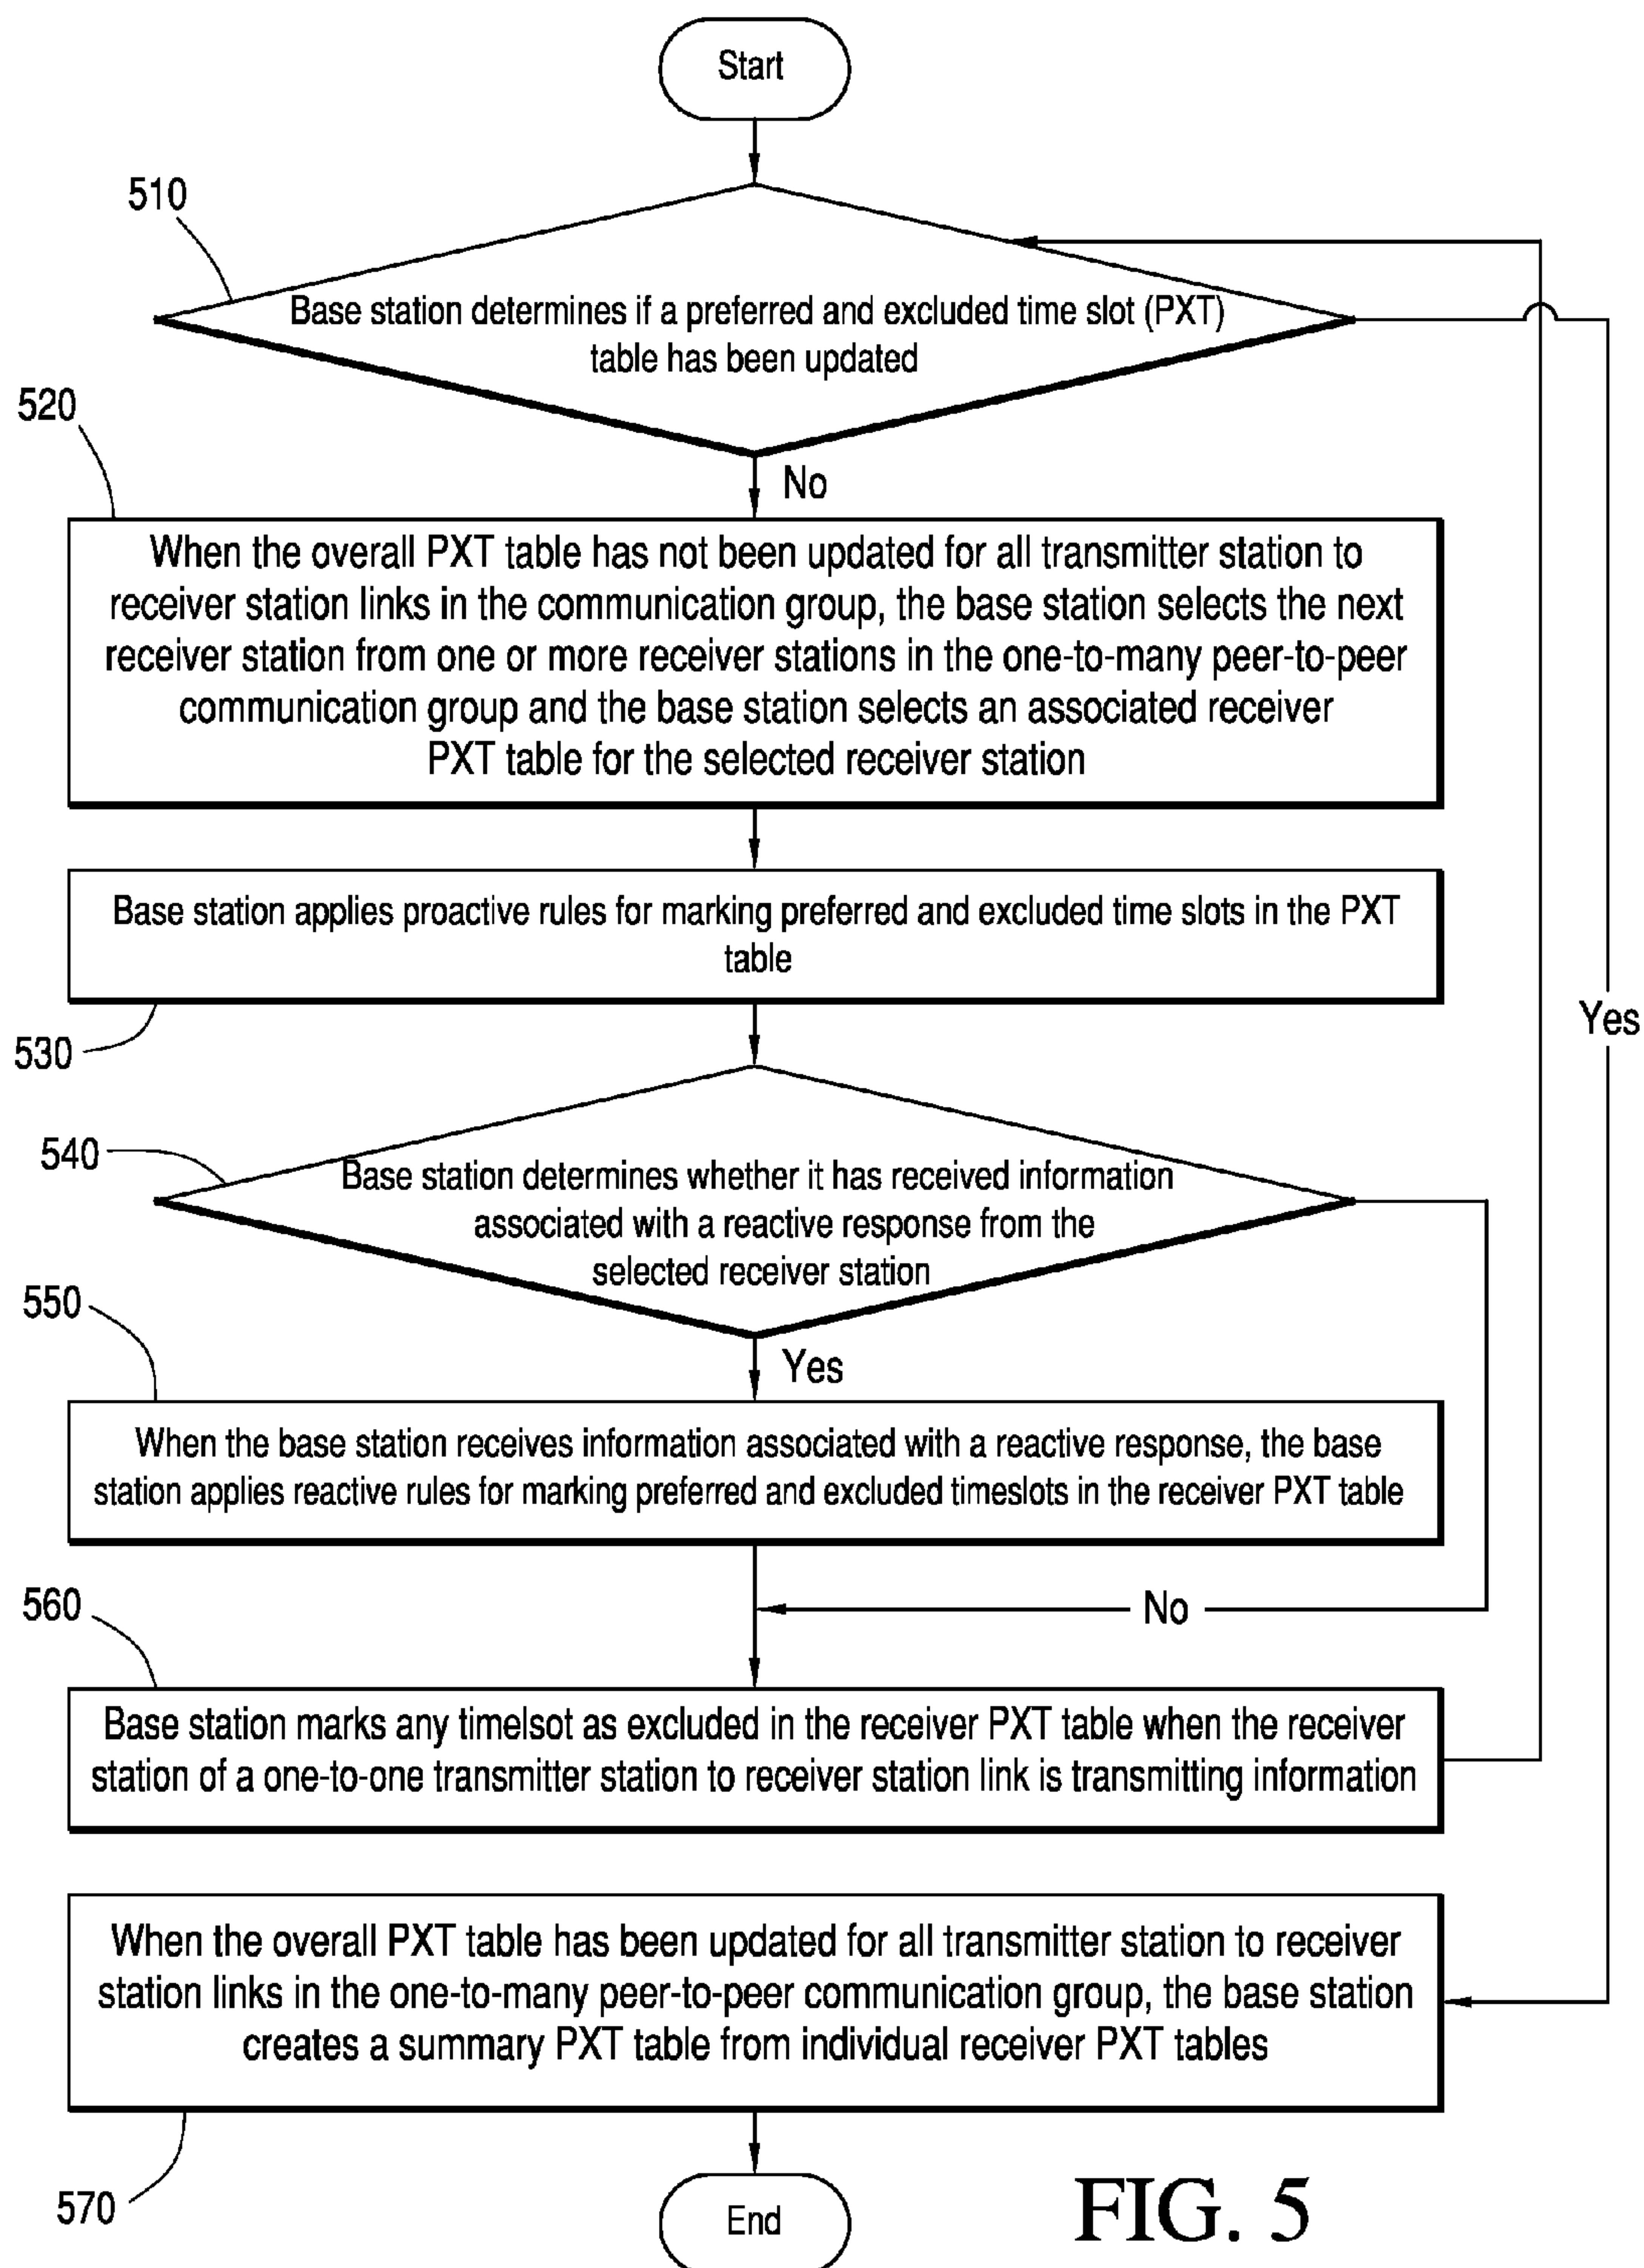 Start
510
Base station determines if a preferred and excluded time slot (PXT)
table has been updated
520
No
When the overall PXT table has not been updated for all transmitter station to
receiver station links in the communication group, the base station selects the next
receiver station from one or more receiver stations in the one-to-many peer-to-peer
communication group and the base station selects an associated receiver
PXT table for the selected receiver station
Base station applies proactive rules for marking preferred and excluded time slots in the PXT
table
Yes
530
540
Base station determines whether it has received information
associated with a reactive response from the
selected receiver station
550
Yes
When the base station receives information associated with a reactive response, the base
station applies reactive rules for marking preferred and excluded timeslots in the receiver PXT table
560
No
Base station marks any timelsot as excluded in the receiver PXT table when the receiver
station of a one-to-one transmitter station to receiver station link is transmitting information
When the overall PXT table has been updated for all transmitter station to receiver
station links in the one-to-many peer-to-peer communication group, the base station
creates a summary PXT table from individual receiver PXT tables
570
End
FIG. 5